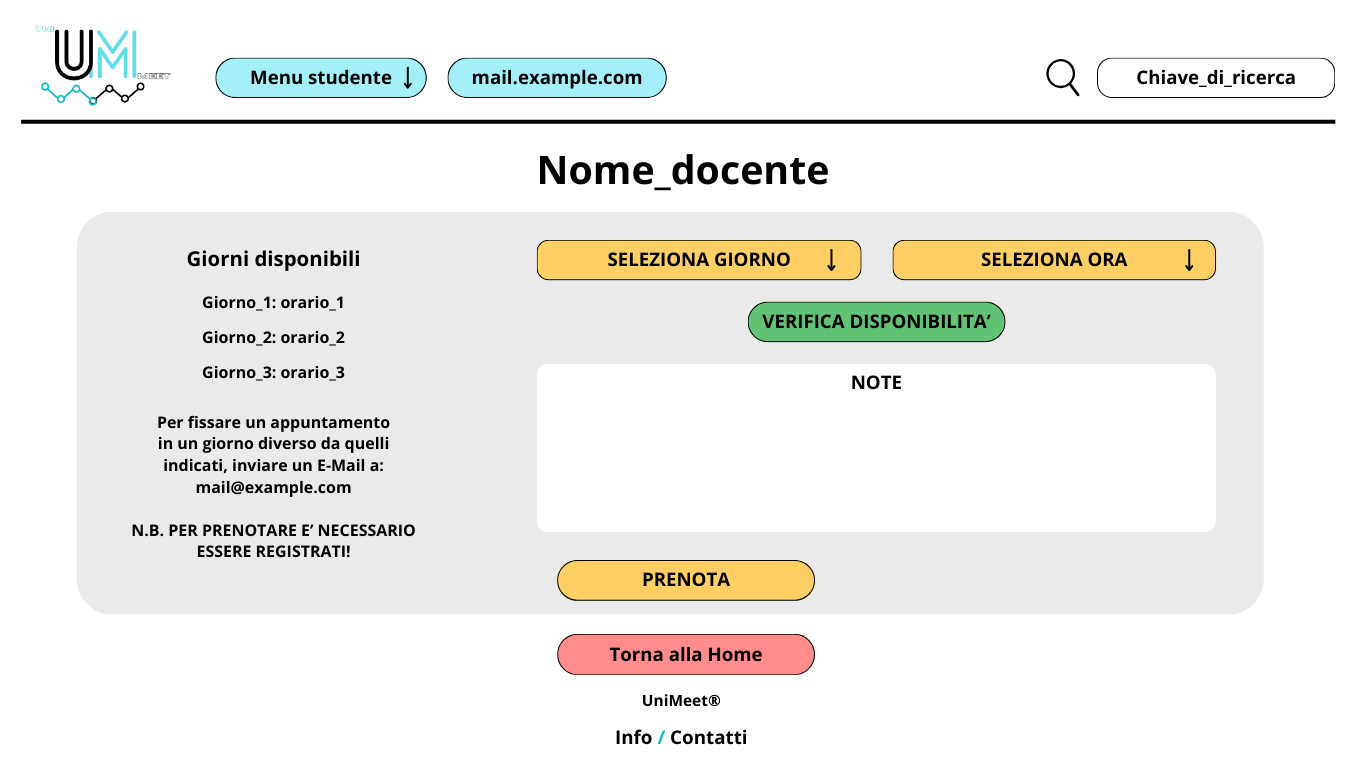 UNI
UM
MEET
Menu studente ↓
mail.example.com
Chiave_di_ricerca
Nome_docente
Giorni disponibili
Giorno_1: orario_1
Giorno_2: orario_2
Giorno_3: orario_3
Per fissare un appuntamento
in un giorno diverso da quelli
indicati, inviare un E-Mail a:
mail@example.com
N.B. PER PRENOTARE E’ NECESSARIO
ESSERE REGISTRATI!
SELEZIONA GIORNO ↓
SELEZIONA ORA ↓
VERIFICA DISPONIBILITA’
NOTE
PRENOTA
Torna alla Home
UniMeet®
Info / Contatti